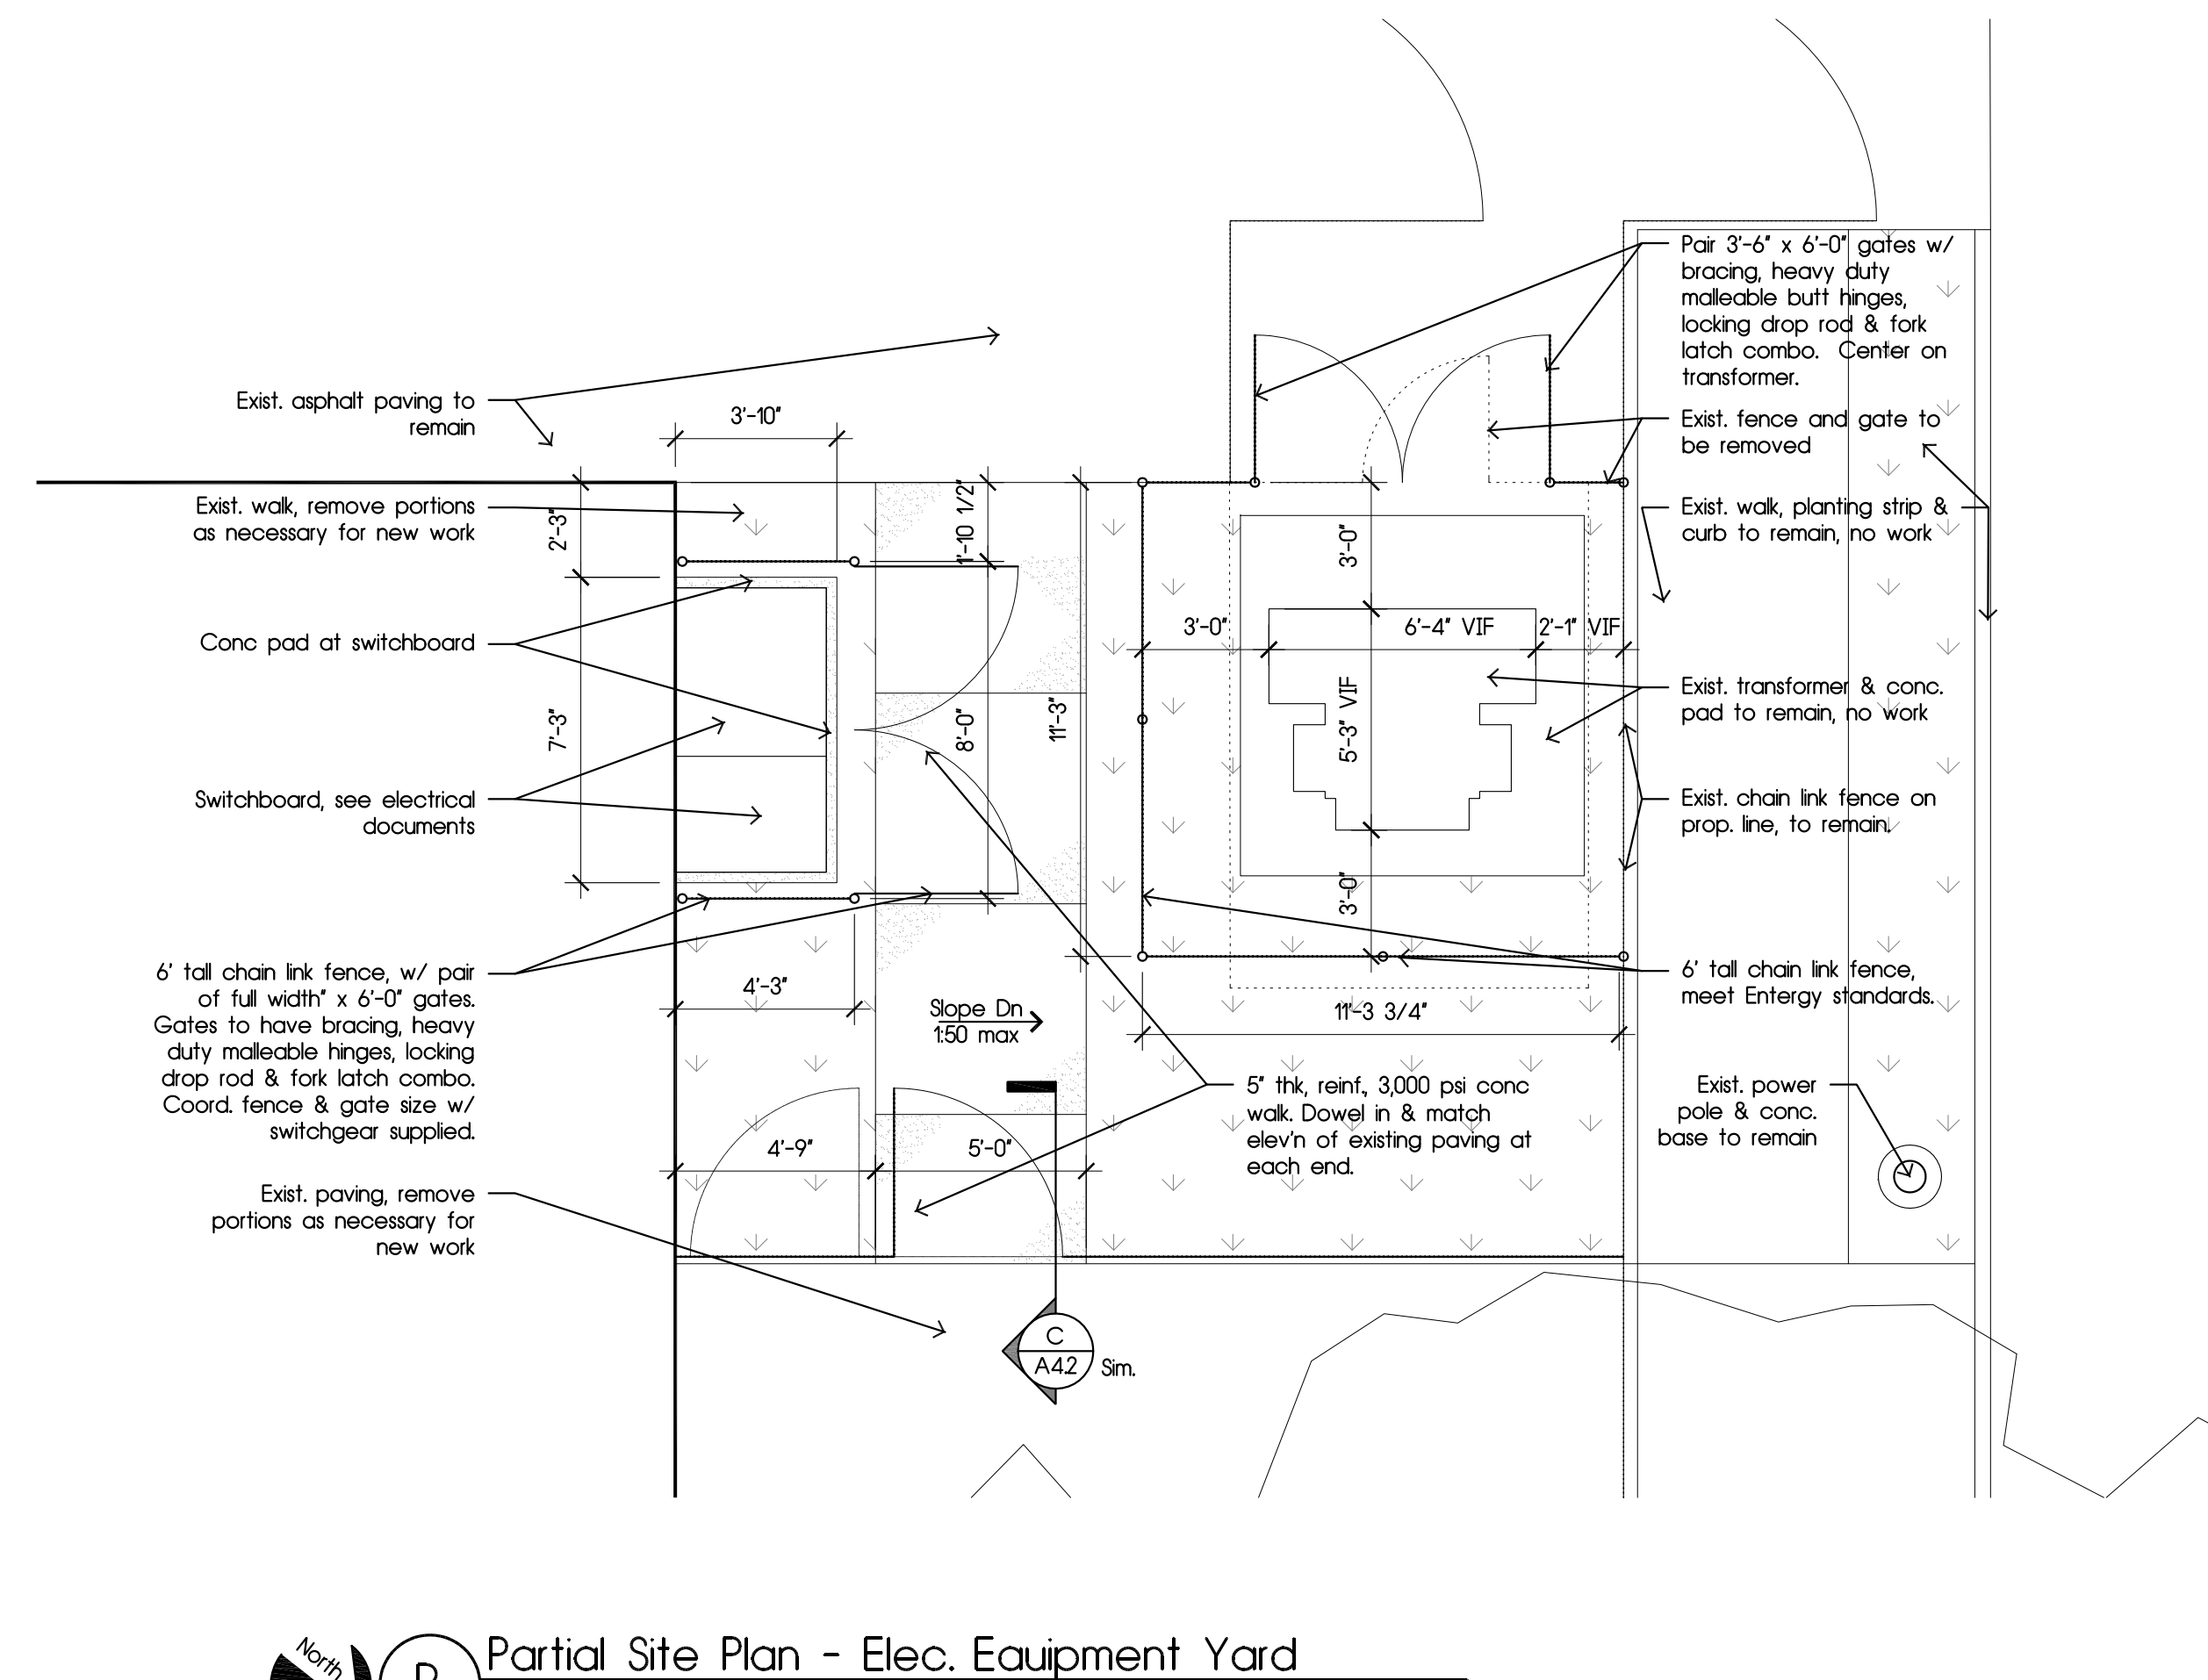 Pair 3'-6" x 6'-0" gates w/
bracing, heavy duty
malleable butt hinges,
locking drop rod & fork
latch combo. Center on
transformer.
Exist. asphalt paving to
remain
3'-10"
Exist. fence and gate to
be removed
Exist. walk, remove portions
as necessary for new work
2'-3"
1'-10 1/2"
3'-0"
Exist. walk, planting strip &
curb to remain, no work
Conc pad at switchboard
3'-0"
6'-4" VIF
2'-1" VIF
7'-3"
8'-0"
11'-3"
5'-3" VIF
Exist. transformer & conc.
pad to remain, no work
Switchboard, see electrical
documents
Exist. chain link fence on
prop. line, to remain.
3'-0"
6' tall chain link fence, w/ pair
of full width" x 6'-0" gates.
Gates to have bracing, heavy
duty malleable hinges, locking
drop rod & fork latch combo.
Coord. fence & gate size w/
switchgear supplied.
4'-3"
Slope Dn
1:50 max
11'-3 3/4"
6' tall chain link fence,
meet Entergy standards.
5" thk, reinf., 3,000 psi conc
walk. Dowel in & match
elev'n of existing paving at
each end.
Exist. power
pole & conc.
base to remain
4'-9"
5'-0"
Exist. paving, remove
portions as necessary for
new work
C
A4.2
Sim.
North
Partial Site Plan - Elec. Equipment Yard